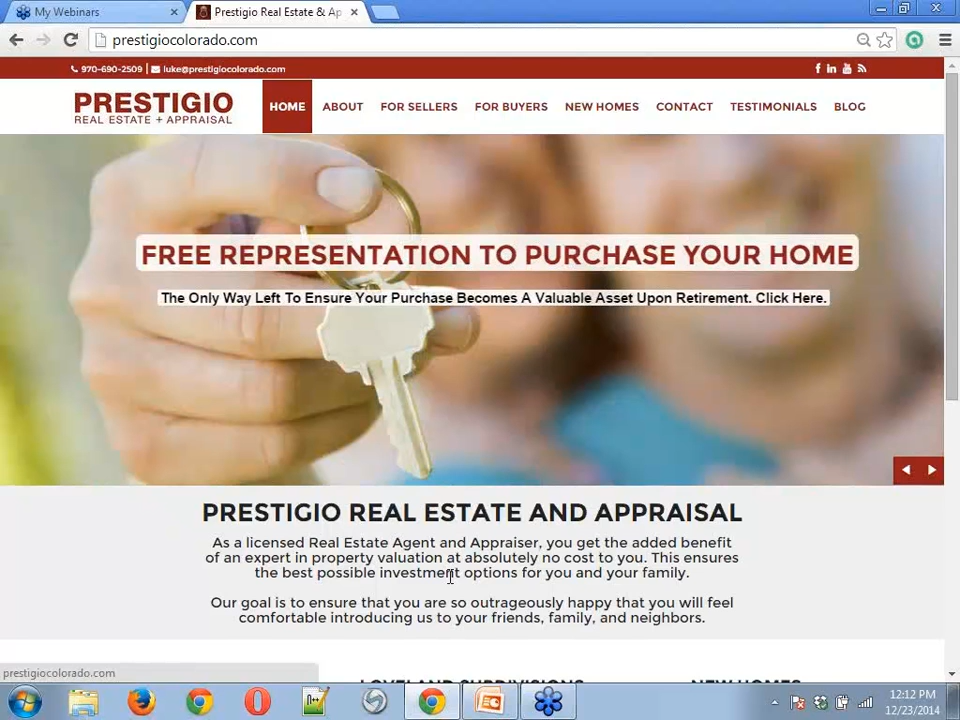 My Webinars
Prestigio Real Estate & Ap
prestigiocolorado.com
970-690-2509 | luke@prestigiocolorado.com
PRESTIGIO
REAL ESTATE + APPRAISAL
HOME ABOUT FOR SELLERS FOR BUYERS NEW HOMES CONTACT TESTIMONIALS BLOG
FREE REPRESENTATION TO PURCHASE YOUR HOME
The Only Way Left To Ensure Your Purchase Becomes A Valuable Asset Upon Retirement. Click Here.
PRESTIGIO REAL ESTATE AND APPRAISAL
As a licensed Real Estate Agent and Appraiser, you get the added benefit
of an expert in property valuation at absolutely no cost to you. This ensures
the best possible investment options for you and your family.
Our goal is to ensure that you are so outrageously happy that you will feel
comfortable introducing us to your friends, family, and neighbors.
prestigiocolorado.com
LOVELAND SUBDIVISIONS
NEW HOMES
12:12 PM
12/23/2014